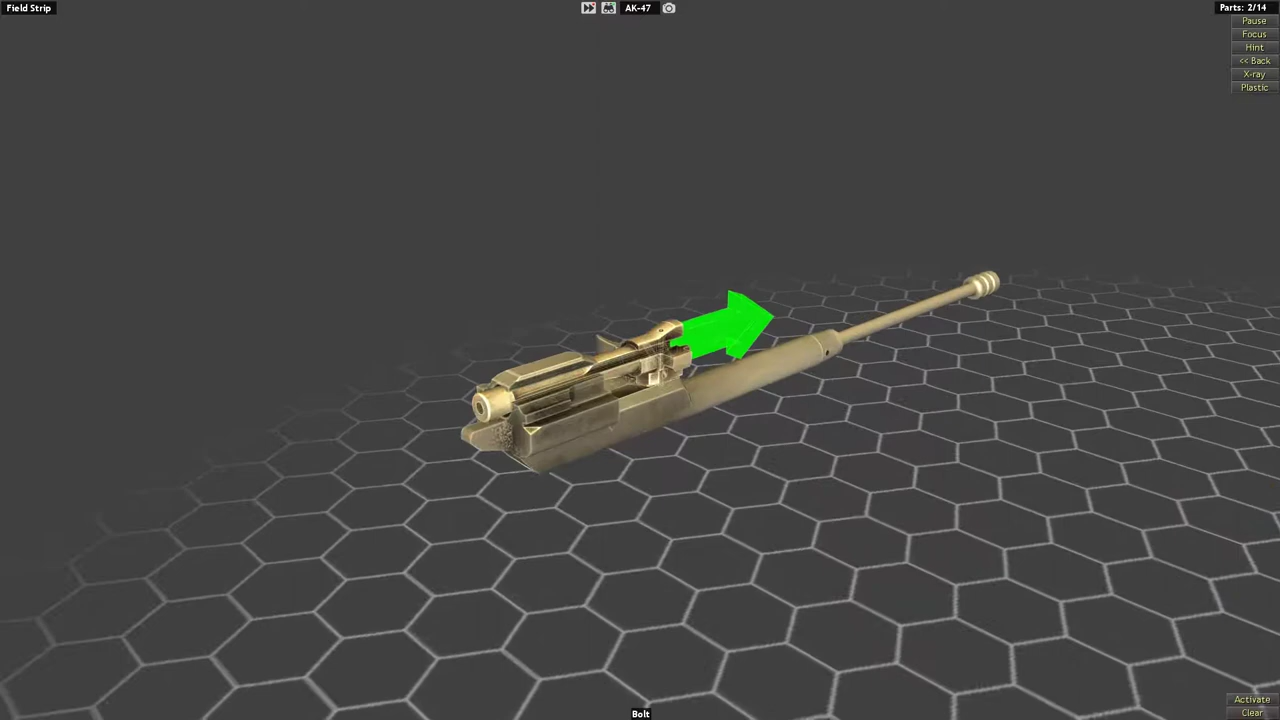 Field Strip
AK-47
Parts: 2/14
Pause
Focus
Hint
<< Back
X-ray
Plastic
Activate
Clear
Bolt